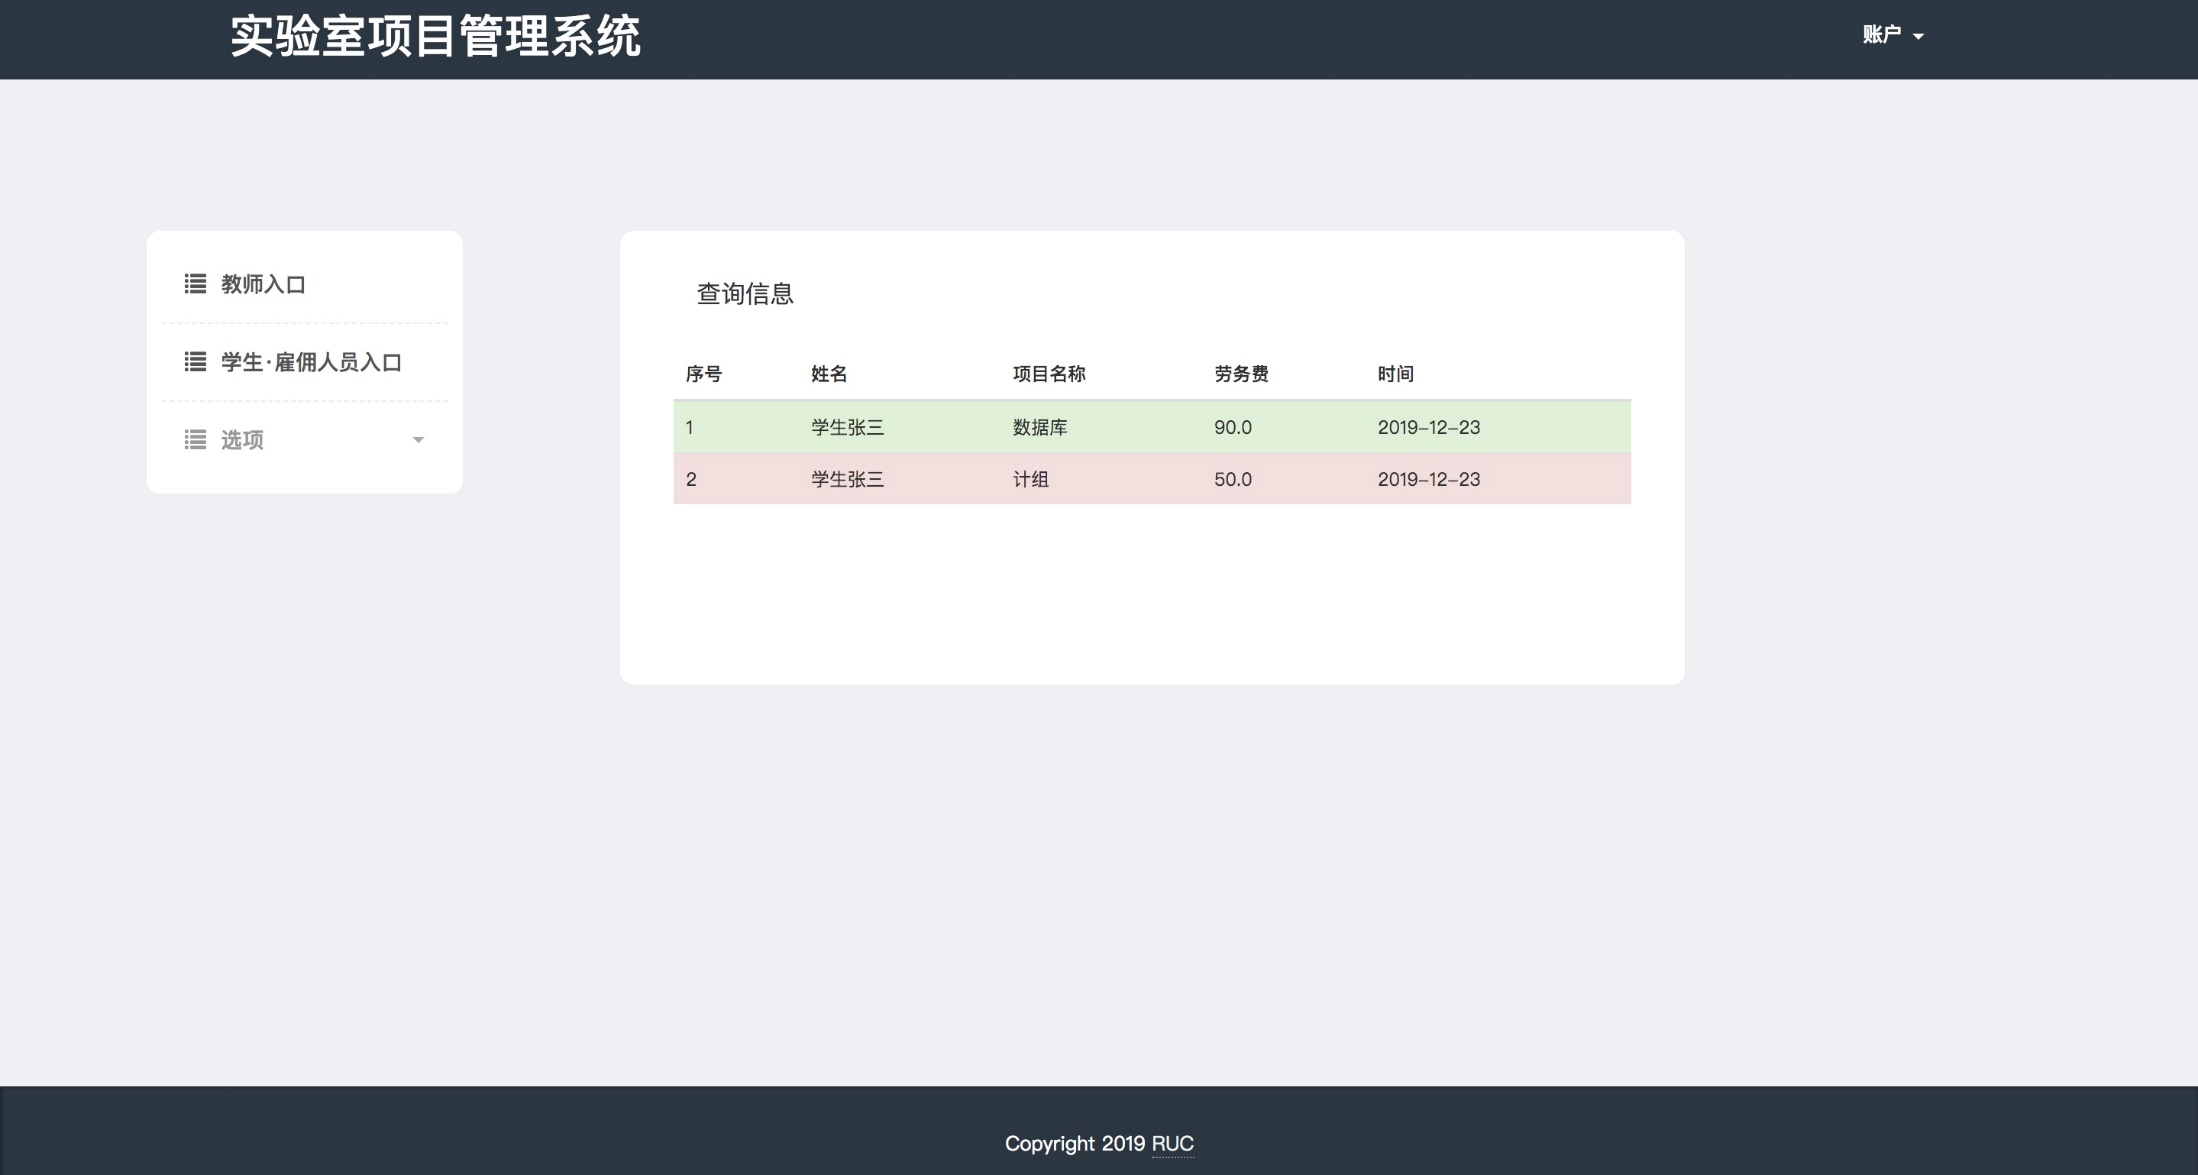 实验室项目管理系统
账户
教师入口
学生·雇佣人员入口
选项
查询信息
序号 姓名 项目名称 劳务费 时间
1 学生张三 数据库 90.0 2019-12-23
2 学生张三 计组 50.0 2019-12-23
Copyright 2019 RUC